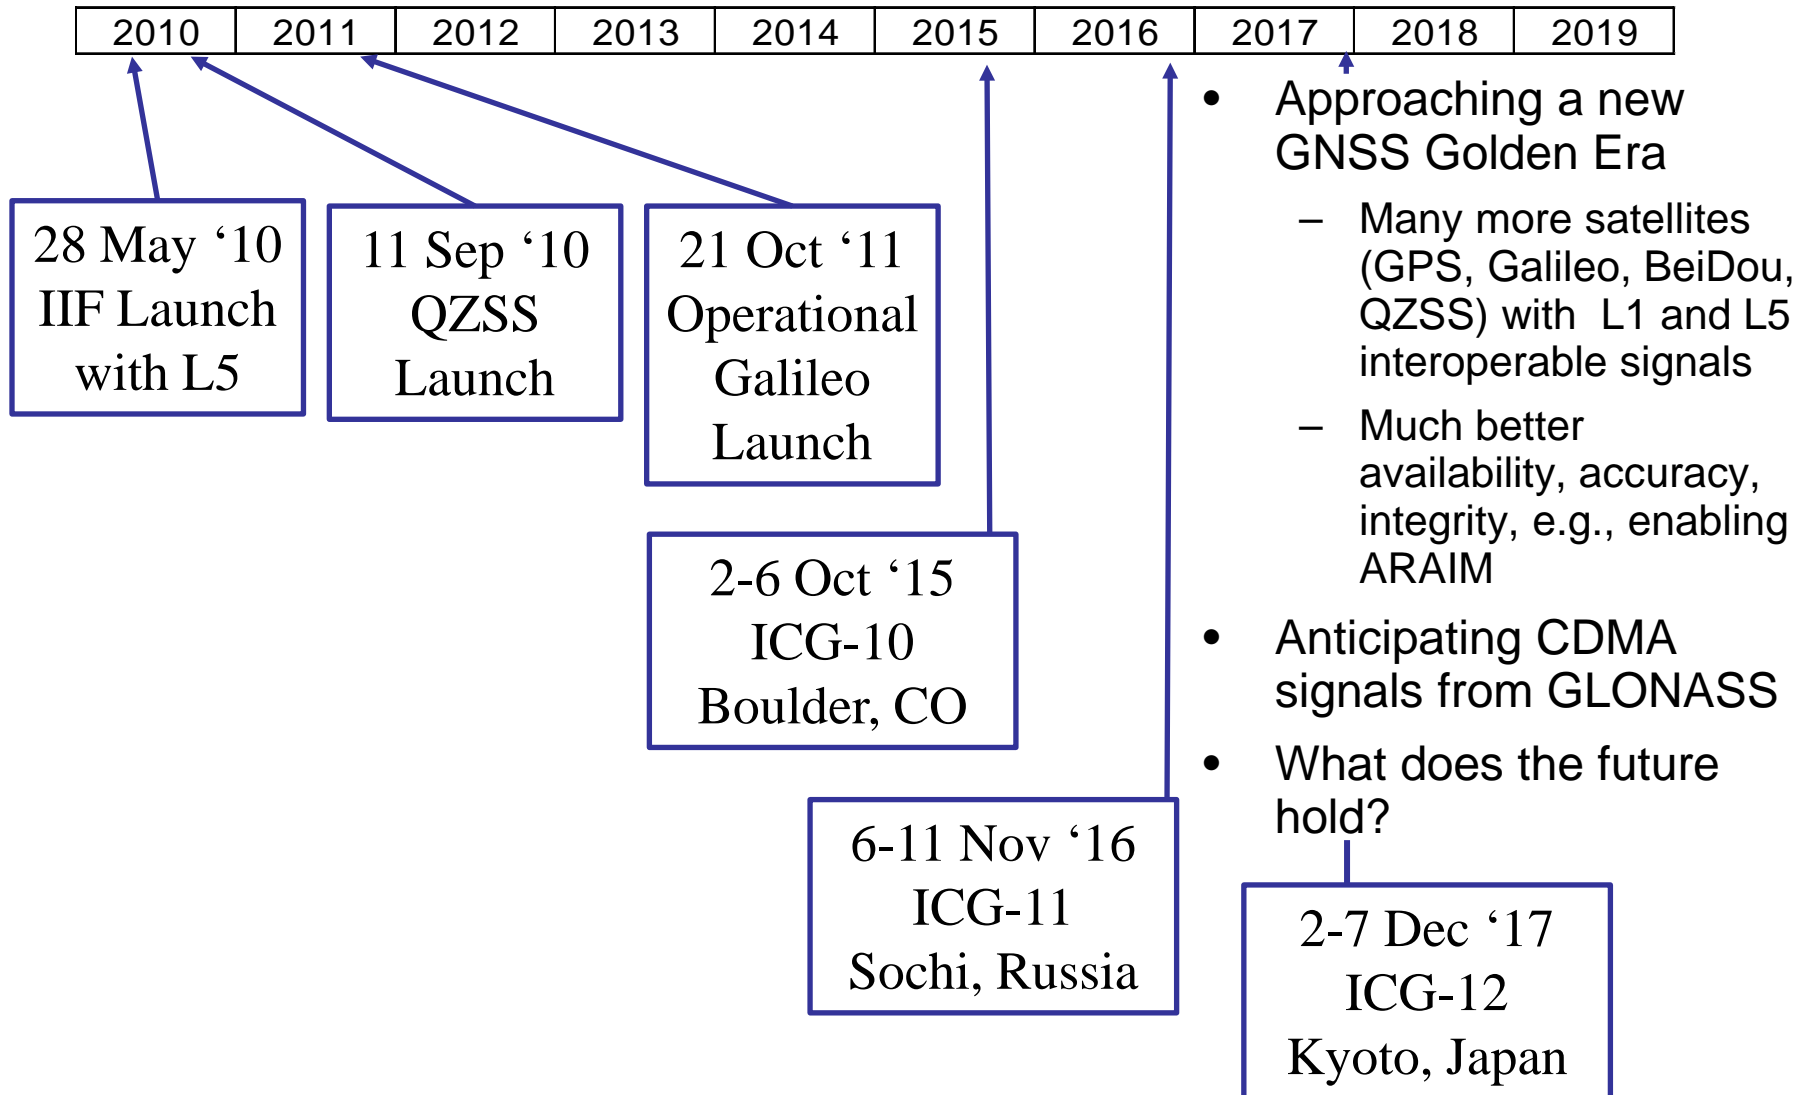 2010 2011 2012 2013 2014 2015 2016 2017 2018 2019
28 May ‘10
IIF Launch
with L5
11 Sep ‘10
QZSS
Launch
21 Oct ‘11
Operational
Galileo
Launch
2-6 Oct ‘15
ICG-10
Boulder, CO
6-11 Nov ‘16
ICG-11
Sochi, Russia
• Approaching a new
GNSS Golden Era
– Many more satellites
(GPS, Galileo, BeiDou,
QZSS) with L1 and L5
interoperable signals
– Much better
availability, accuracy,
integrity, e.g., enabling
ARAIM
• Anticipating CDMA
signals from GLONASS
• What does the future
hold?
2-7 Dec ‘17
ICG-12
Kyoto, Japan